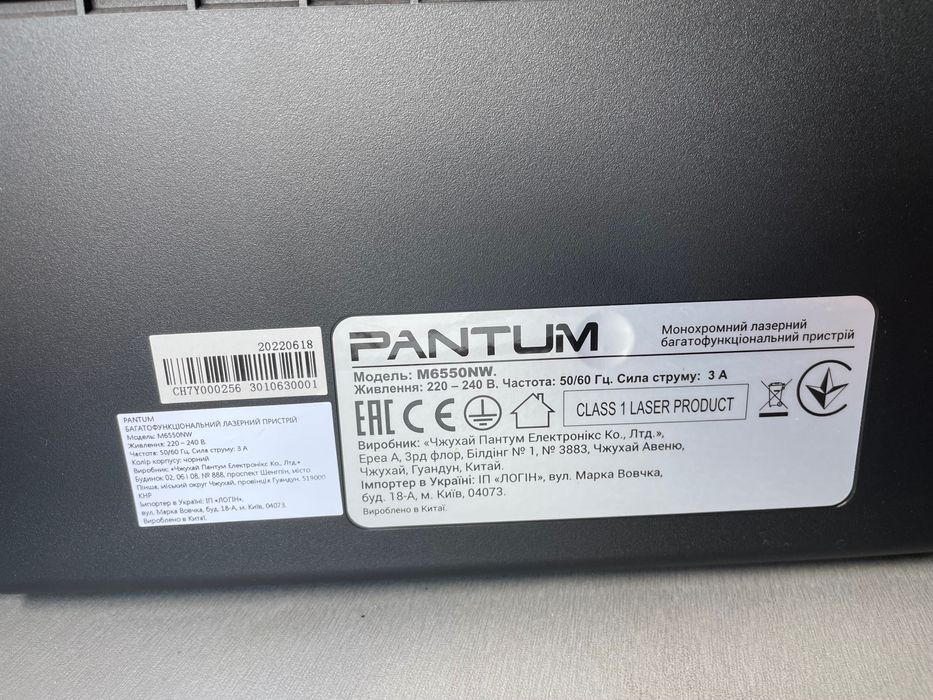 20220618
CH7Y000256 3010630001
PANTUM
БАГАТОФУНКЦІОНАЛЬНИЙ ЛАЗЕРНИЙ ПРИСТРІЙ
Модель: M6550NW
Живлення: 220 – 240 В.
Частота: 50/60 Гц. Сила струму: 3 А
Колір корпусу: чорний
Виробник: «Чжухай Пантум Електронікс Ко., Лтд.»
Будинок 02, 06 і 08, № 888, проспект Шенгпін, місто
Пінша, міський округ Чжухай, провінція Гуандун, 519000
КНР
Імпортер в Україні: ІП «ЛОГІН»,
вул. Марка Вовчка, буд. 18-А, м. Київ, 04073.
Вироблено в Китаї.
PANTUM
Монохромний лазерний
багатофункціональний пристрій
Модель: M6550NW.
Живлення: 220 – 240 В. Частота: 50/60 Гц. Сила струму: 3 А
EAC CE CLASS 1 LASER PRODUCT
Виробник: «Чжухай Пантум Електронікс Ко., Лтд.»,
Ереа А, 3рд флор, Білдінг № 1, № 3883, Чжухай Авеню,
Чжухай, Гуандун, Китай.
Імпортер в Україні: ІП «ЛОГІН», вул. Марка Вовчка,
буд. 18-А, м. Київ, 04073.
Вироблено в Китаї.